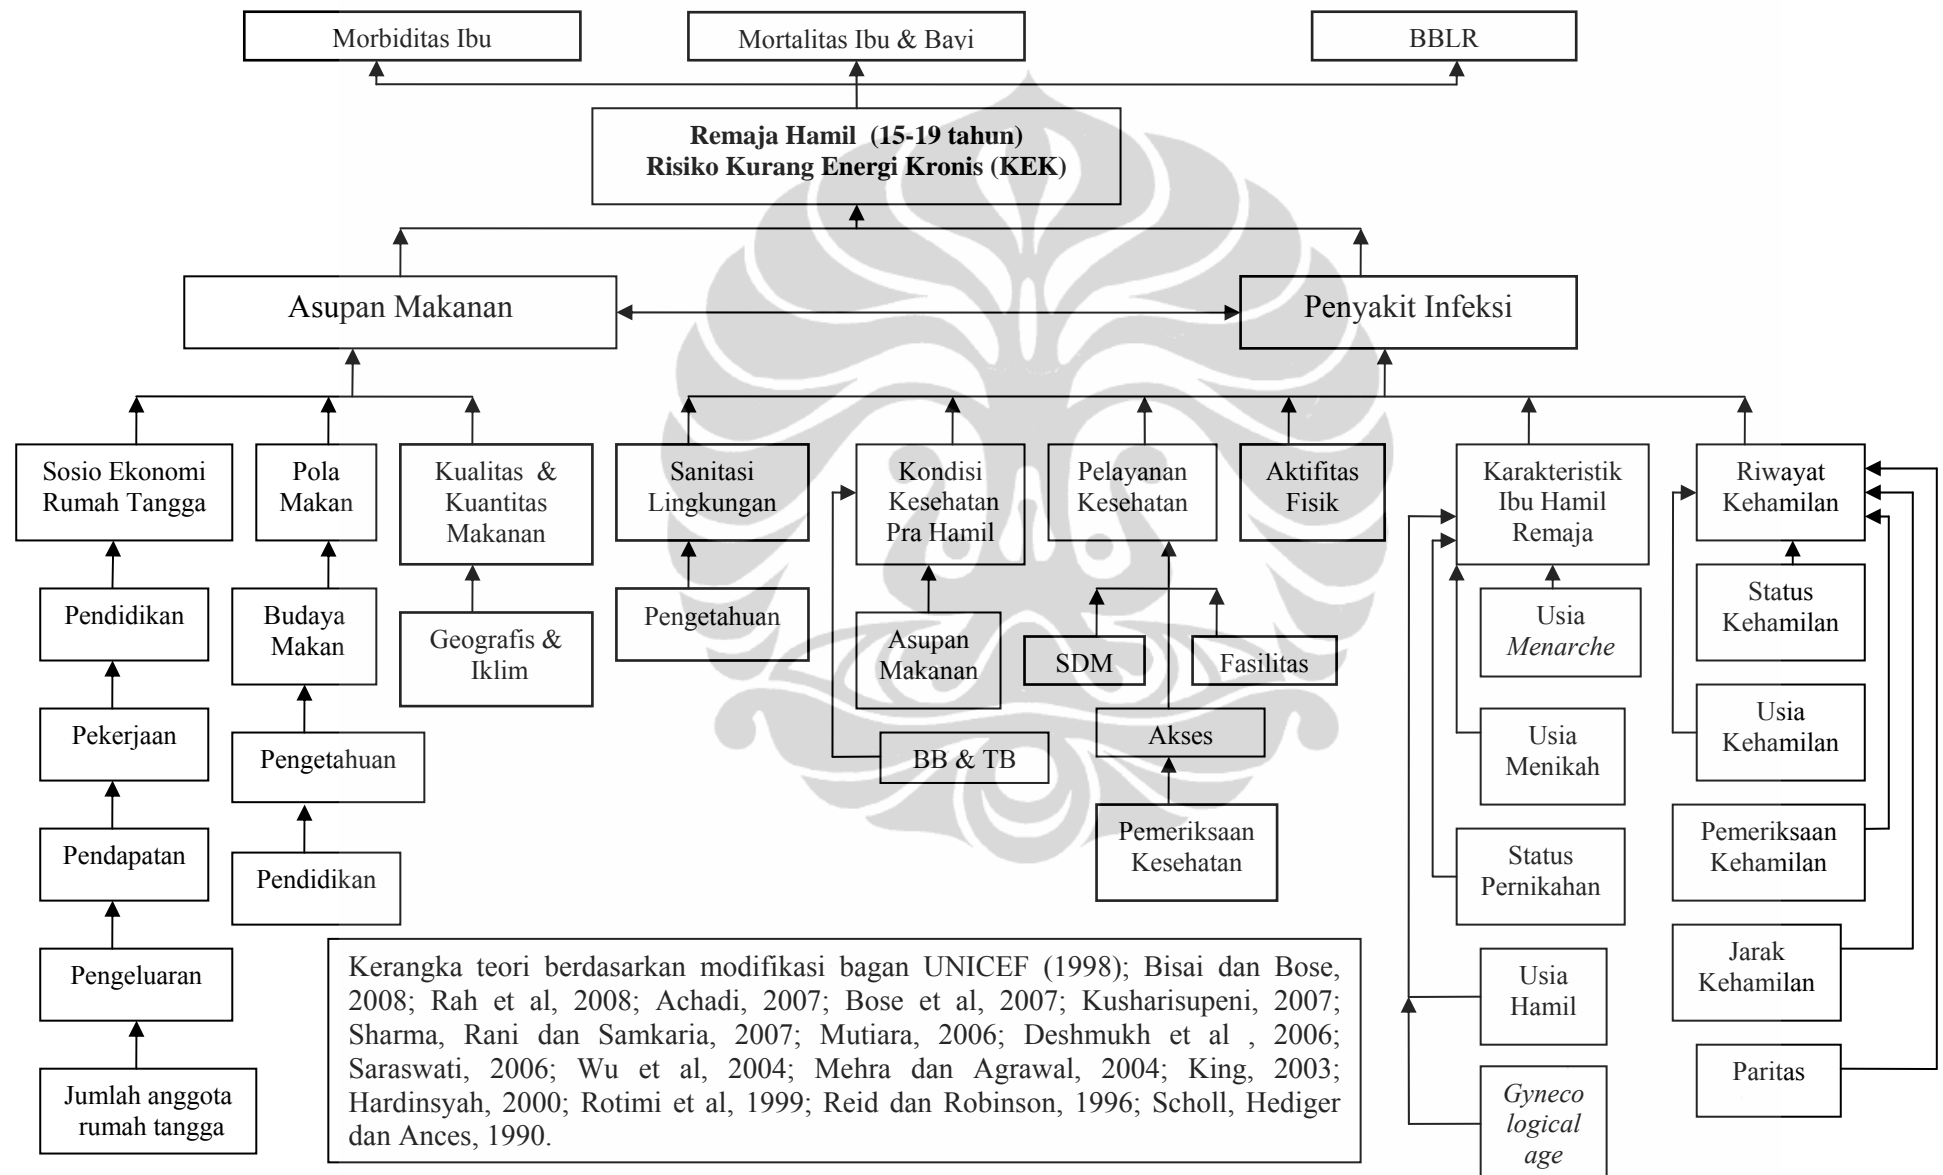 Morbiditas Ibu
Mortalitas Ibu & Bayi
BBLR
Remaja Hamil (15-19 tahun)
Risiko Kurang Energi Kronis (KEK)
Asupan Makanan
Penyakit Infeksi
Sosio Ekonomi
Rumah Tangga
Pola
Makan
Kualitas &
Kuantitas
Makanan
Sanitasi
Lingkungan
Kondisi
Kesehatan
Pra Hamil
Pelayanan
Kesehatan
Aktifitas
Fisik
Karakteristik
Ibu Hamil
Remaja
Riwayat
Kehamilan
Pendidikan
Budaya
Makan
Geografis &
Iklim
Pengetahuan
Asupan
Makanan
SDM
Fasilitas
Usia
Menarche
Status
Kehamilan
Pekerjaan
Pengetahuan
BB & TB
Akses
Usia
Menikah
Usia
Kehamilan
Pendapatan
Pendidikan
Pemeriksaan
Kesehatan
Status
Pernikahan
Pemeriksaan
Kehamilan
Pengeluaran
Usia
Hamil
Jarak
Kehamilan
Jumlah anggota
rumah tangga
Gyneco
logical
age
Paritas
Kerangka teori berdasarkan modifikasi bagan UNICEF (1998); Bisai dan Bose,
2008; Rah et al, 2008; Achadi, 2007; Bose et al, 2007; Kusharisupeni, 2007;
Sharma, Rani dan Samkaria, 2007; Mutiara, 2006; Deshmukh et al , 2006;
Saraswati, 2006; Wu et al, 2004; Mehra dan Agrawal, 2004; King, 2003;
Hardinsyah, 2000; Rotimi et al, 1999; Reid dan Robinson, 1996; Scholl, Hediger
dan Ances, 1990.